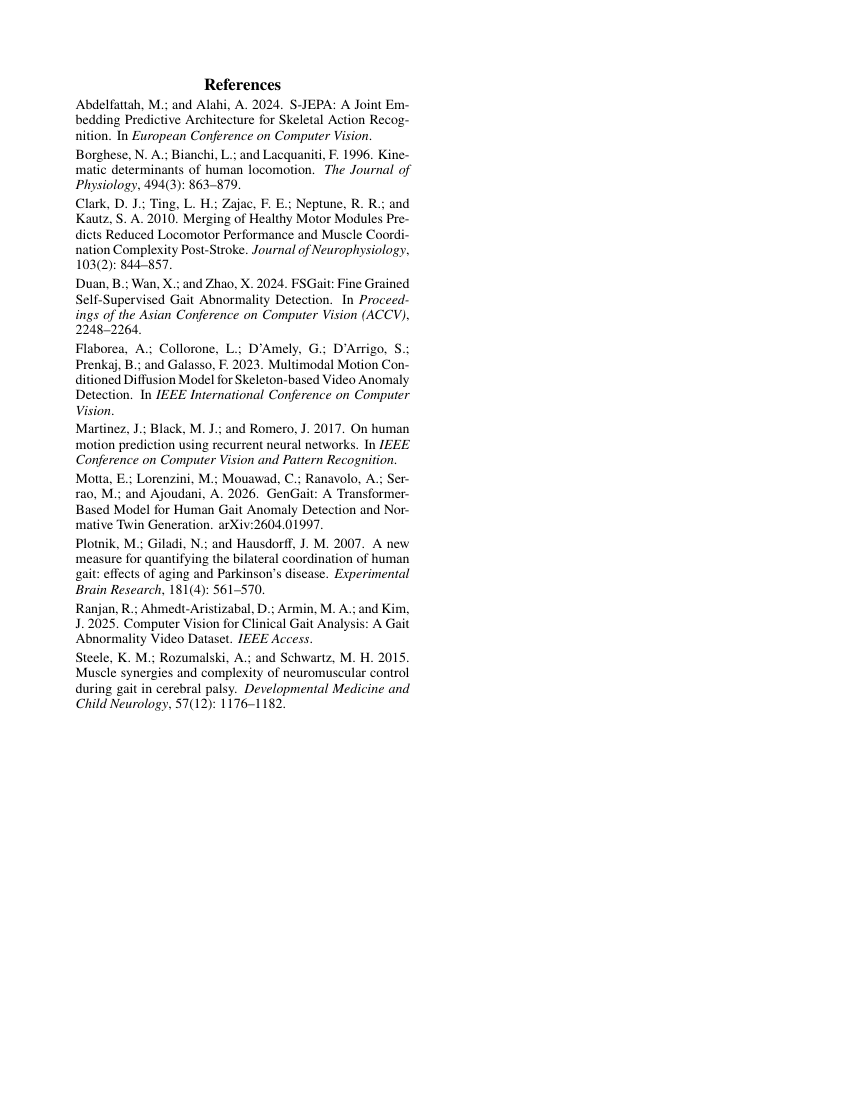 References
Abdelfattah, M.; and Alahi, A. 2024. S-JEPA: A Joint Em-
bedding Predictive Architecture for Skeletal Action Recog-
nition. In European Conference on Computer Vision.
Borghese, N. A.; Bianchi, L.; and Lacquaniti, F. 1996. Kine-
matic determinants of human locomotion. The Journal of
Physiology, 494(3): 863–879.
Clark, D. J.; Ting, L. H.; Zajac, F. E.; Neptune, R. R.; and
Kautz, S. A. 2010. Merging of Healthy Motor Modules Pre-
dicts Reduced Locomotor Performance and Muscle Coordi-
nation Complexity Post-Stroke. Journal of Neurophysiology,
103(2): 844–857.
Duan, B.; Wan, X.; and Zhao, X. 2024. FSGait: Fine Grained
Self-Supervised Gait Abnormality Detection. In Proceed-
ings of the Asian Conference on Computer Vision (ACCV),
2248–2264.
Flaborea, A.; Collorone, L.; D'Amely, G.; D'Arrigo, S.;
Prenkaj, B.; and Galasso, F. 2023. Multimodal Motion Con-
ditioned Diffusion Model for Skeleton-based Video Anomaly
Detection. In IEEE International Conference on Computer
Vision.
Martinez, J.; Black, M. J.; and Romero, J. 2017. On human
motion prediction using recurrent neural networks. In IEEE
Conference on Computer Vision and Pattern Recognition.
Motta, E.; Lorenzini, M.; Mouawad, C.; Ranavolo, A.; Ser-
rao, M.; and Ajoudani, A. 2026. GenGait: A Transformer-
Based Model for Human Gait Anomaly Detection and Nor-
mative Twin Generation. arXiv:2604.01997.
Plotnik, M.; Giladi, N.; and Hausdorff, J. M. 2007. A new
measure for quantifying the bilateral coordination of human
gait: effects of aging and Parkinson's disease. Experimental
Brain Research, 181(4): 561–570.
Ranjan, R.; Ahmedt-Aristizabal, D.; Armin, M. A.; and Kim,
J. 2025. Computer Vision for Clinical Gait Analysis: A Gait
Abnormality Video Dataset. IEEE Access.
Steele, K. M.; Rozumalski, A.; and Schwartz, M. H. 2015.
Muscle synergies and complexity of neuromuscular control
during gait in cerebral palsy. Developmental Medicine and
Child Neurology, 57(12): 1176–1182.